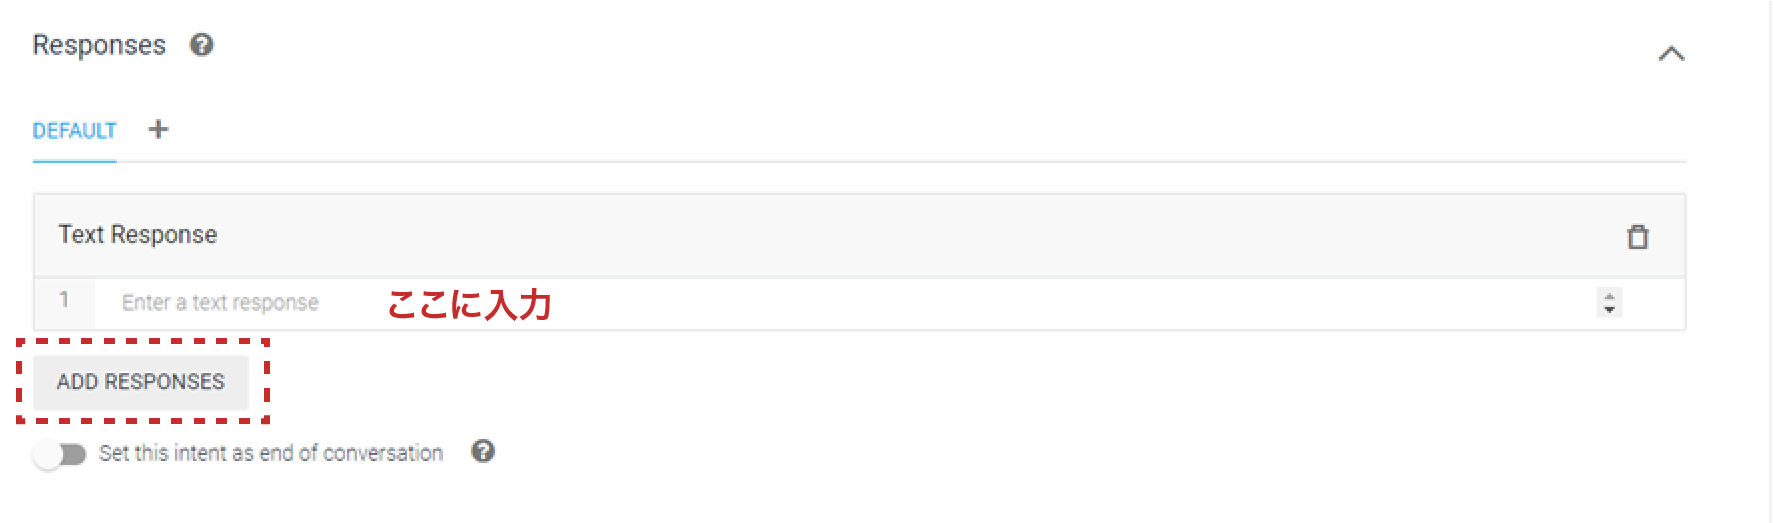 Responses
DEFAULT +
Text Response
1 Enter a text response ここに入力
ADD RESPONSES
Set this intent as end of conversation